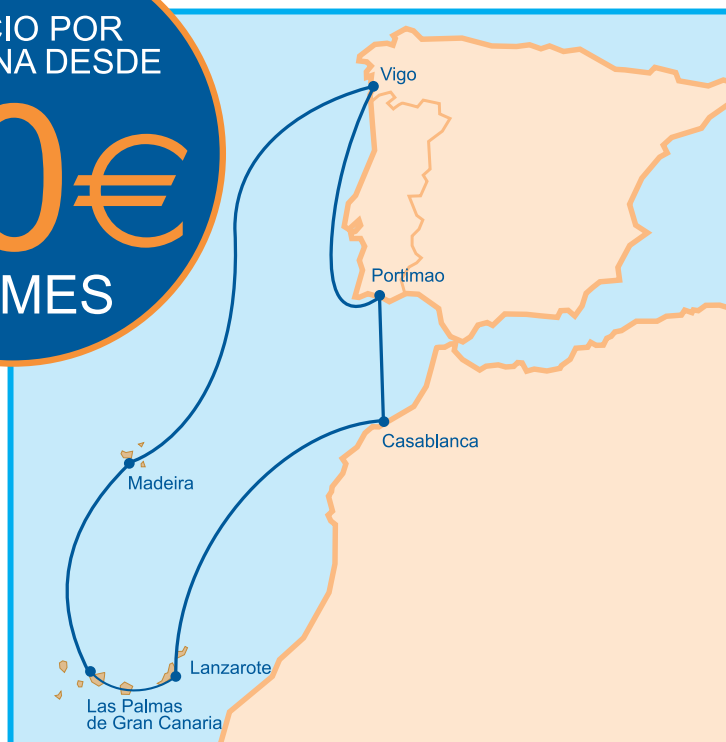 CIO POR
NA DESDE
0€
MES
Vigo
Portimao
Casablanca
Madeira
Lanzarote
Las Palmas
de Gran Canaria